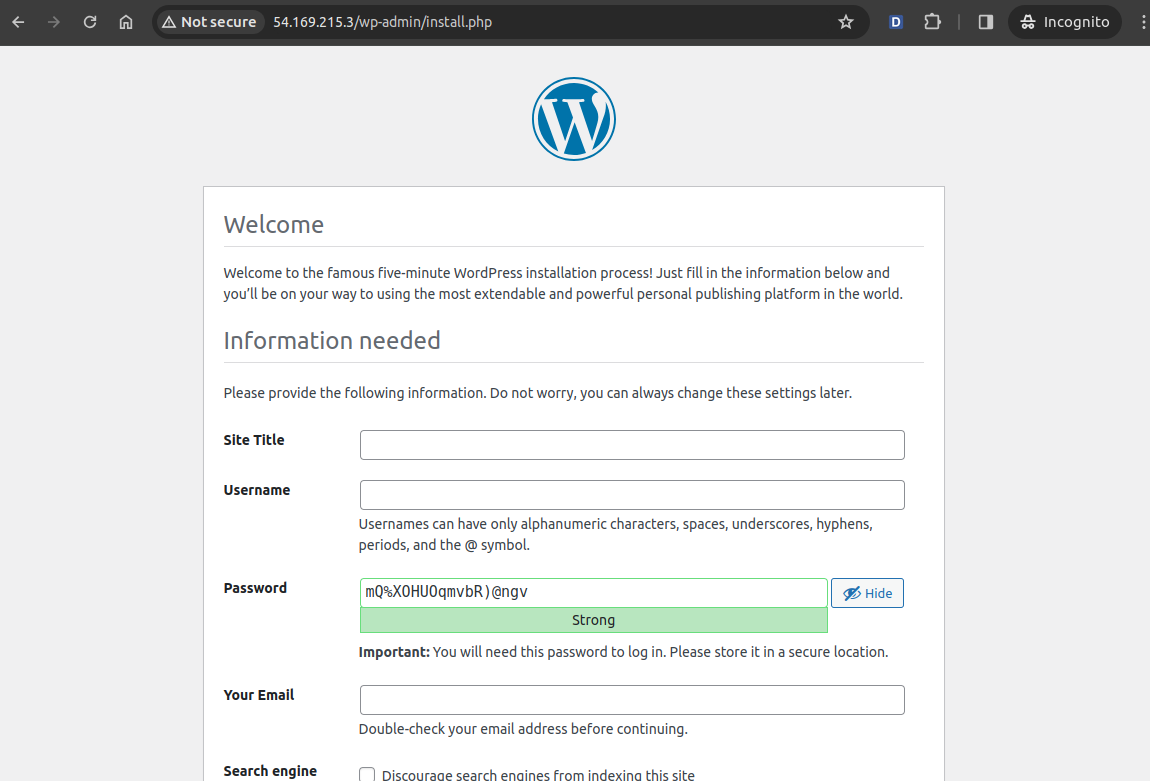 Not secure 54.169.215.3/wp-admin/install.php D Incognito
W
Welcome
Welcome to the famous five-minute WordPress installation process! Just fill in the information below and
you’ll be on your way to using the most extendable and powerful personal publishing platform in the world.
Information needed
Please provide the following information. Do not worry, you can always change these settings later.
Site Title
Username
Usernames can have only alphanumeric characters, spaces, underscores, hyphens,
periods, and the @ symbol.
Password mQ%XOHUOqmvbR)@ngv Hide
Strong
Important: You will need this password to log in. Please store it in a secure location.
Your Email
Double-check your email address before continuing.
Search engine Discourage search engines from indexing this site